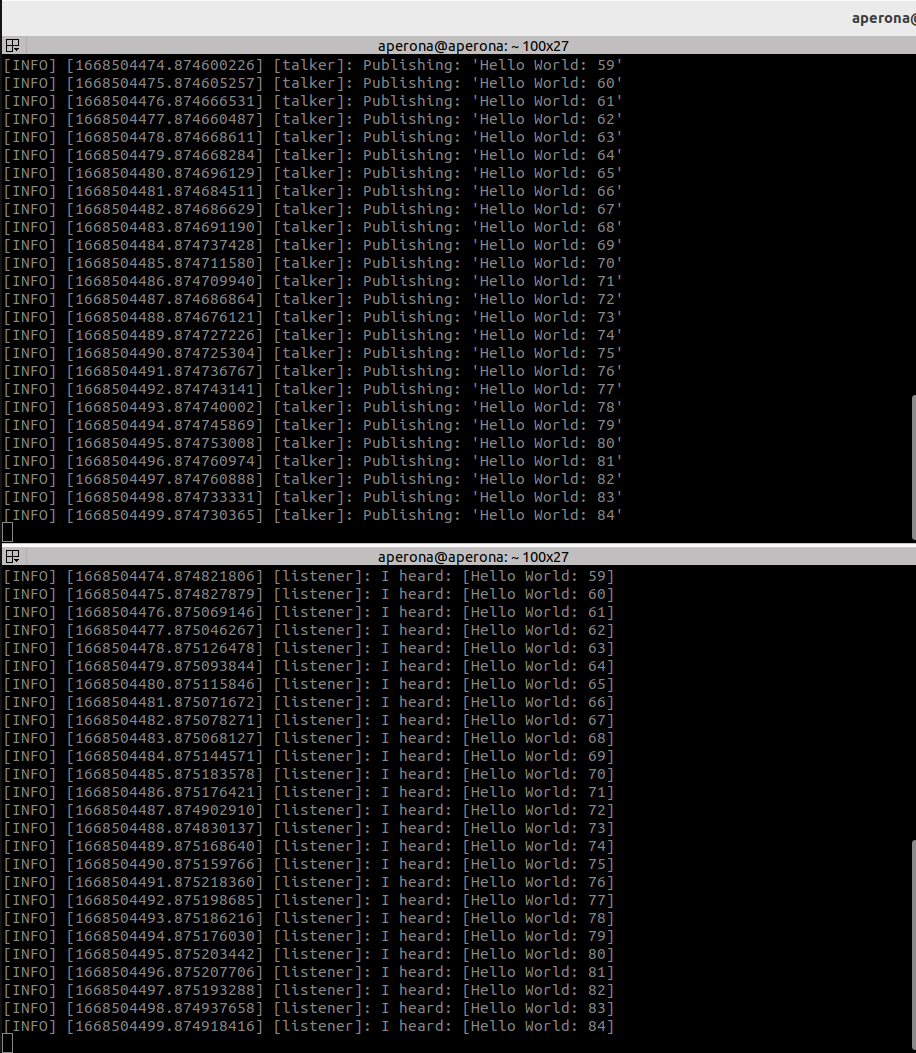 aperona@
aperona@aperona: ~ 100x27
[INFO] [1668504474.874600226] [talker]: Publishing: 'Hello World: 59'
[INFO] [1668504475.874605257] [talker]: Publishing: 'Hello World: 60'
[INFO] [1668504476.874666531] [talker]: Publishing: 'Hello World: 61'
[INFO] [1668504477.874660487] [talker]: Publishing: 'Hello World: 62'
[INFO] [1668504478.874668611] [talker]: Publishing: 'Hello World: 63'
[INFO] [1668504479.874668284] [talker]: Publishing: 'Hello World: 64'
[INFO] [1668504480.874696129] [talker]: Publishing: 'Hello World: 65'
[INFO] [1668504481.874684511] [talker]: Publishing: 'Hello World: 66'
[INFO] [1668504482.874686629] [talker]: Publishing: 'Hello World: 67'
[INFO] [1668504483.874691190] [talker]: Publishing: 'Hello World: 68'
[INFO] [1668504484.874737428] [talker]: Publishing: 'Hello World: 69'
[INFO] [1668504485.874711580] [talker]: Publishing: 'Hello World: 70'
[INFO] [1668504486.874709940] [talker]: Publishing: 'Hello World: 71'
[INFO] [1668504487.874686864] [talker]: Publishing: 'Hello World: 72'
[INFO] [1668504488.874676121] [talker]: Publishing: 'Hello World: 73'
[INFO] [1668504489.874727226] [talker]: Publishing: 'Hello World: 74'
[INFO] [1668504490.874725304] [talker]: Publishing: 'Hello World: 75'
[INFO] [1668504491.874736767] [talker]: Publishing: 'Hello World: 76'
[INFO] [1668504492.874743141] [talker]: Publishing: 'Hello World: 77'
[INFO] [1668504493.874740002] [talker]: Publishing: 'Hello World: 78'
[INFO] [1668504494.874745869] [talker]: Publishing: 'Hello World: 79'
[INFO] [1668504495.874753008] [talker]: Publishing: 'Hello World: 80'
[INFO] [1668504496.874760974] [talker]: Publishing: 'Hello World: 81'
[INFO] [1668504497.874760888] [talker]: Publishing: 'Hello World: 82'
[INFO] [1668504498.874733331] [talker]: Publishing: 'Hello World: 83'
[INFO] [1668504499.874730365] [talker]: Publishing: 'Hello World: 84'
aperona@aperona: ~ 100x27
[INFO] [1668504474.874821806] [listener]: I heard: [Hello World: 59]
[INFO] [1668504475.874827879] [listener]: I heard: [Hello World: 60]
[INFO] [1668504476.875069146] [listener]: I heard: [Hello World: 61]
[INFO] [1668504477.875046267] [listener]: I heard: [Hello World: 62]
[INFO] [1668504478.875126478] [listener]: I heard: [Hello World: 63]
[INFO] [1668504479.875093844] [listener]: I heard: [Hello World: 64]
[INFO] [1668504480.875115846] [listener]: I heard: [Hello World: 65]
[INFO] [1668504481.875071672] [listener]: I heard: [Hello World: 66]
[INFO] [1668504482.875078271] [listener]: I heard: [Hello World: 67]
[INFO] [1668504483.875068127] [listener]: I heard: [Hello World: 68]
[INFO] [1668504484.875144571] [listener]: I heard: [Hello World: 69]
[INFO] [1668504485.875183578] [listener]: I heard: [Hello World: 70]
[INFO] [1668504486.875176421] [listener]: I heard: [Hello World: 71]
[INFO] [1668504487.874902910] [listener]: I heard: [Hello World: 72]
[INFO] [1668504488.874830137] [listener]: I heard: [Hello World: 73]
[INFO] [1668504489.875168640] [listener]: I heard: [Hello World: 74]
[INFO] [1668504490.875159766] [listener]: I heard: [Hello World: 75]
[INFO] [1668504491.875218360] [listener]: I heard: [Hello World: 76]
[INFO] [1668504492.875198685] [listener]: I heard: [Hello World: 77]
[INFO] [1668504493.875186216] [listener]: I heard: [Hello World: 78]
[INFO] [1668504494.875176030] [listener]: I heard: [Hello World: 79]
[INFO] [1668504495.875203442] [listener]: I heard: [Hello World: 80]
[INFO] [1668504496.875207706] [listener]: I heard: [Hello World: 81]
[INFO] [1668504497.875193288] [listener]: I heard: [Hello World: 82]
[INFO] [1668504498.874937658] [listener]: I heard: [Hello World: 83]
[INFO] [1668504499.874918416] [listener]: I heard: [Hello World: 84]